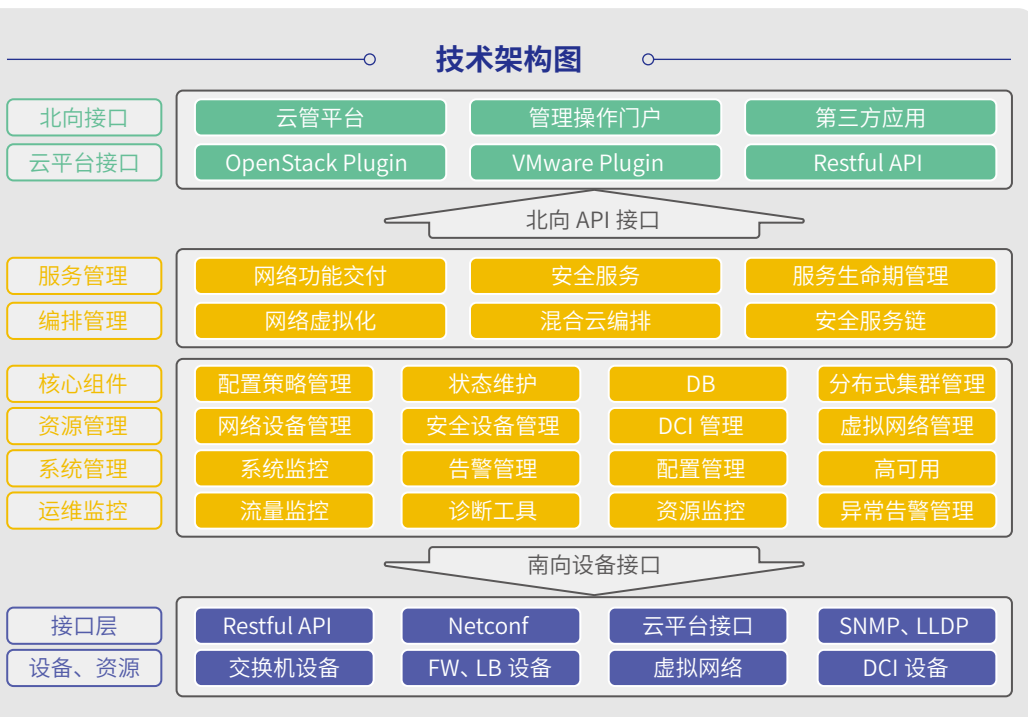 技术架构图
北向接口 云管平台 管理操作门户 第三方应用
云平台接口 OpenStack Plugin VMware Plugin Restful API
北向 API 接口
服务管理 网络功能交付 安全服务 服务生命期管理
编排管理 网络虚拟化 混合云编排 安全服务链
核心组件 配置策略管理 状态维护 DB 分布式集群管理
资源管理 网络设备管理 安全设备管理 DCI 管理 虚拟网络管理
系统管理 系统监控 告警管理 配置管理 高可用
运维监控 流量监控 诊断工具 资源监控 异常告警管理
南向设备接口
接口层 Restful API Netconf 云平台接口 SNMP、LLDP
设备、资源 交换机设备 FW、LB 设备 虚拟网络 DCI 设备